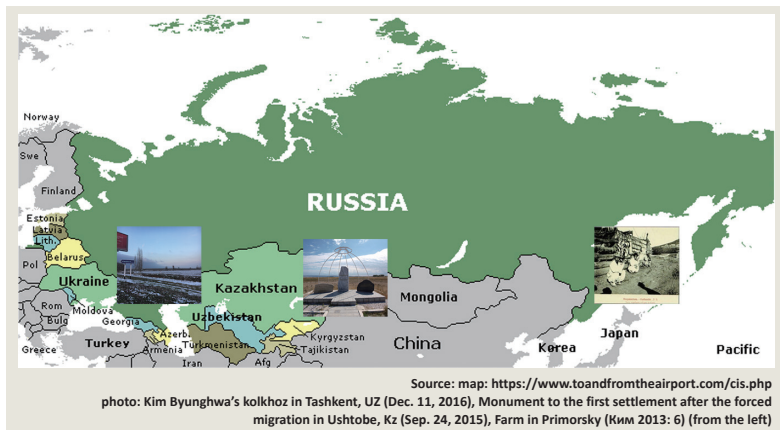 Norway
Swe
Finland
RUSSIA
Estonia
Latvia
Lith.
Belarus
Pol
Ukraine
Kazakhstan
Mongolia
Rom
Moldova
Bulg
Georgia
Uzbekistan
Azerb.
Kyrgyzstan
Japan
Greece
Turkey
Armenia
Turkmenistan
Tajikistan
China
Korea
Pacific
Iran
Afg
Source: map: https://www.toandfromtheairport.com/cis.php
photo: Kim Byunghwa’s kolkhoz in Tashkent, UZ (Dec. 11, 2016), Monument to the first settlement after the forced
migration in Ushtobe, Kz (Sep. 24, 2015), Farm in Primorsky (Ким 2013: 6) (from the left)